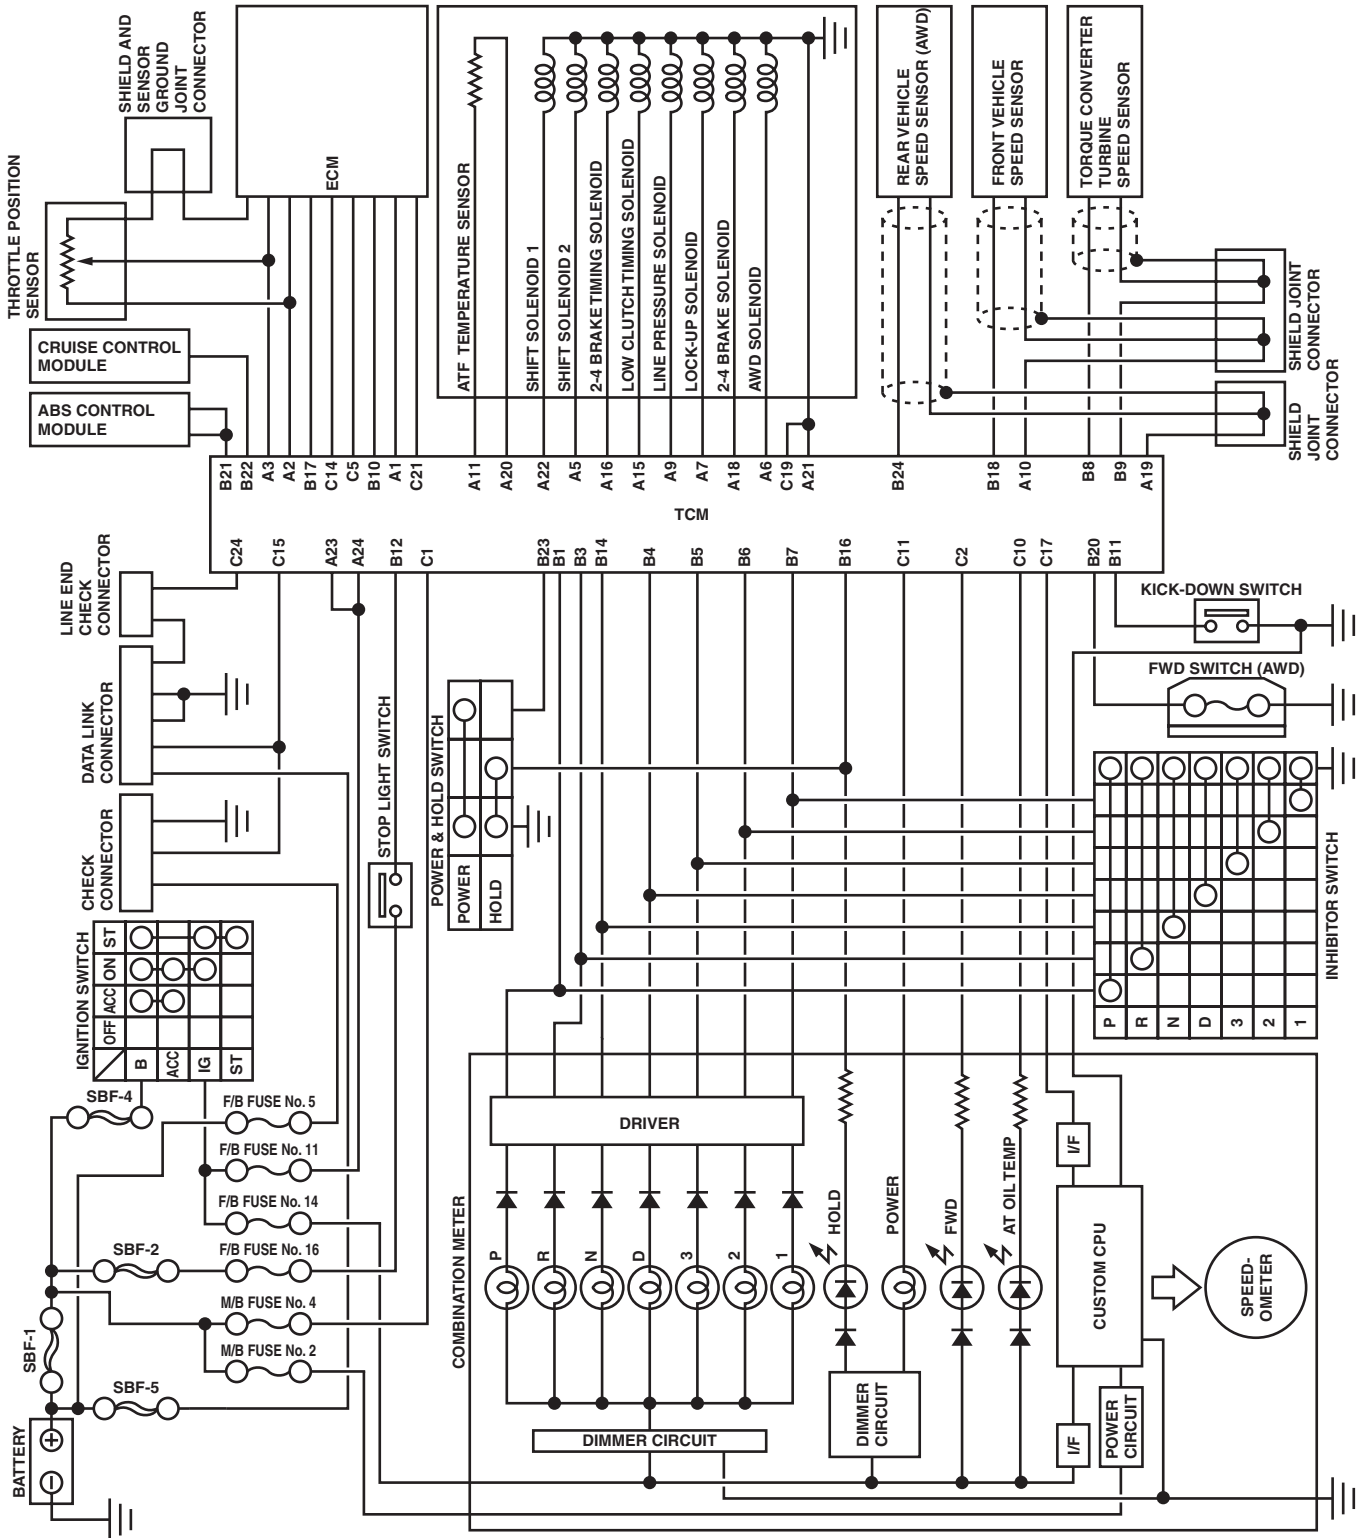 THROTTLE POSITION
SENSOR
SHIELD AND
SENSOR
GROUND
JOINT
CONNECTOR
CRUISE CONTROL
MODULE
ABS CONTROL
MODULE
ECM
ATF TEMPERATURE SENSOR
SHIFT SOLENOID 1
SHIFT SOLENOID 2
2-4 BRAKE TIMING SOLENOID
LOW CLUTCH TIMING SOLENOID
LINE PRESSURE SOLENOID
LOCK-UP SOLENOID
2-4 BRAKE SOLENOID
AWD SOLENOID
REAR VEHICLE
SPEED SENSOR (AWD)
FRONT VEHICLE
SPEED SENSOR
TORQUE CONVERTER
TURBINE
SPEED SENSOR
SHIELD JOINT
CONNECTOR
SHIELD
JOINT
CONNECTOR
B21
B22
A3
A2
B17
C14
C5
B10
A1
C21
A11
A20
A22
A5
A16
A15
A9
A7
A18
A6
C19
A21
B24
B18
A10
B8
B9
A19
TCM
C24
C15
A23
A24
B12
C1
B23
B1
B3
B14
B4
B5
B6
B7
B16
C11
C2
C10
C17
B20
B11
LINE END
CHECK
CONNECTOR
DATA LINK
CONNECTOR
CHECK
CONNECTOR
STOP LIGHT SWITCH
POWER & HOLD SWITCH
POWER
HOLD
KICK-DOWN SWITCH
FWD SWITCH (AWD)
INHIBITOR SWITCH
P
R
N
D
3
2
1
IGNITION SWITCH
OFF
ACC
ON
ST
B
ACC
IG
ST
SBF-4
F/B FUSE No. 5
F/B FUSE No. 11
F/B FUSE No. 14
SBF-2
F/B FUSE No. 16
M/B FUSE No. 4
SBF-1
M/B FUSE No. 2
SBF-5
BATTERY
COMBINATION METER
DRIVER
P
R
N
D
3
2
1
HOLD
POWER
FWD
AT OIL TEMP
I/F
CUSTOM CPU
SPEED-
OMETER
DIMMER
CIRCUIT
DIMMER CIRCUIT
I/F
POWER
CIRCUIT